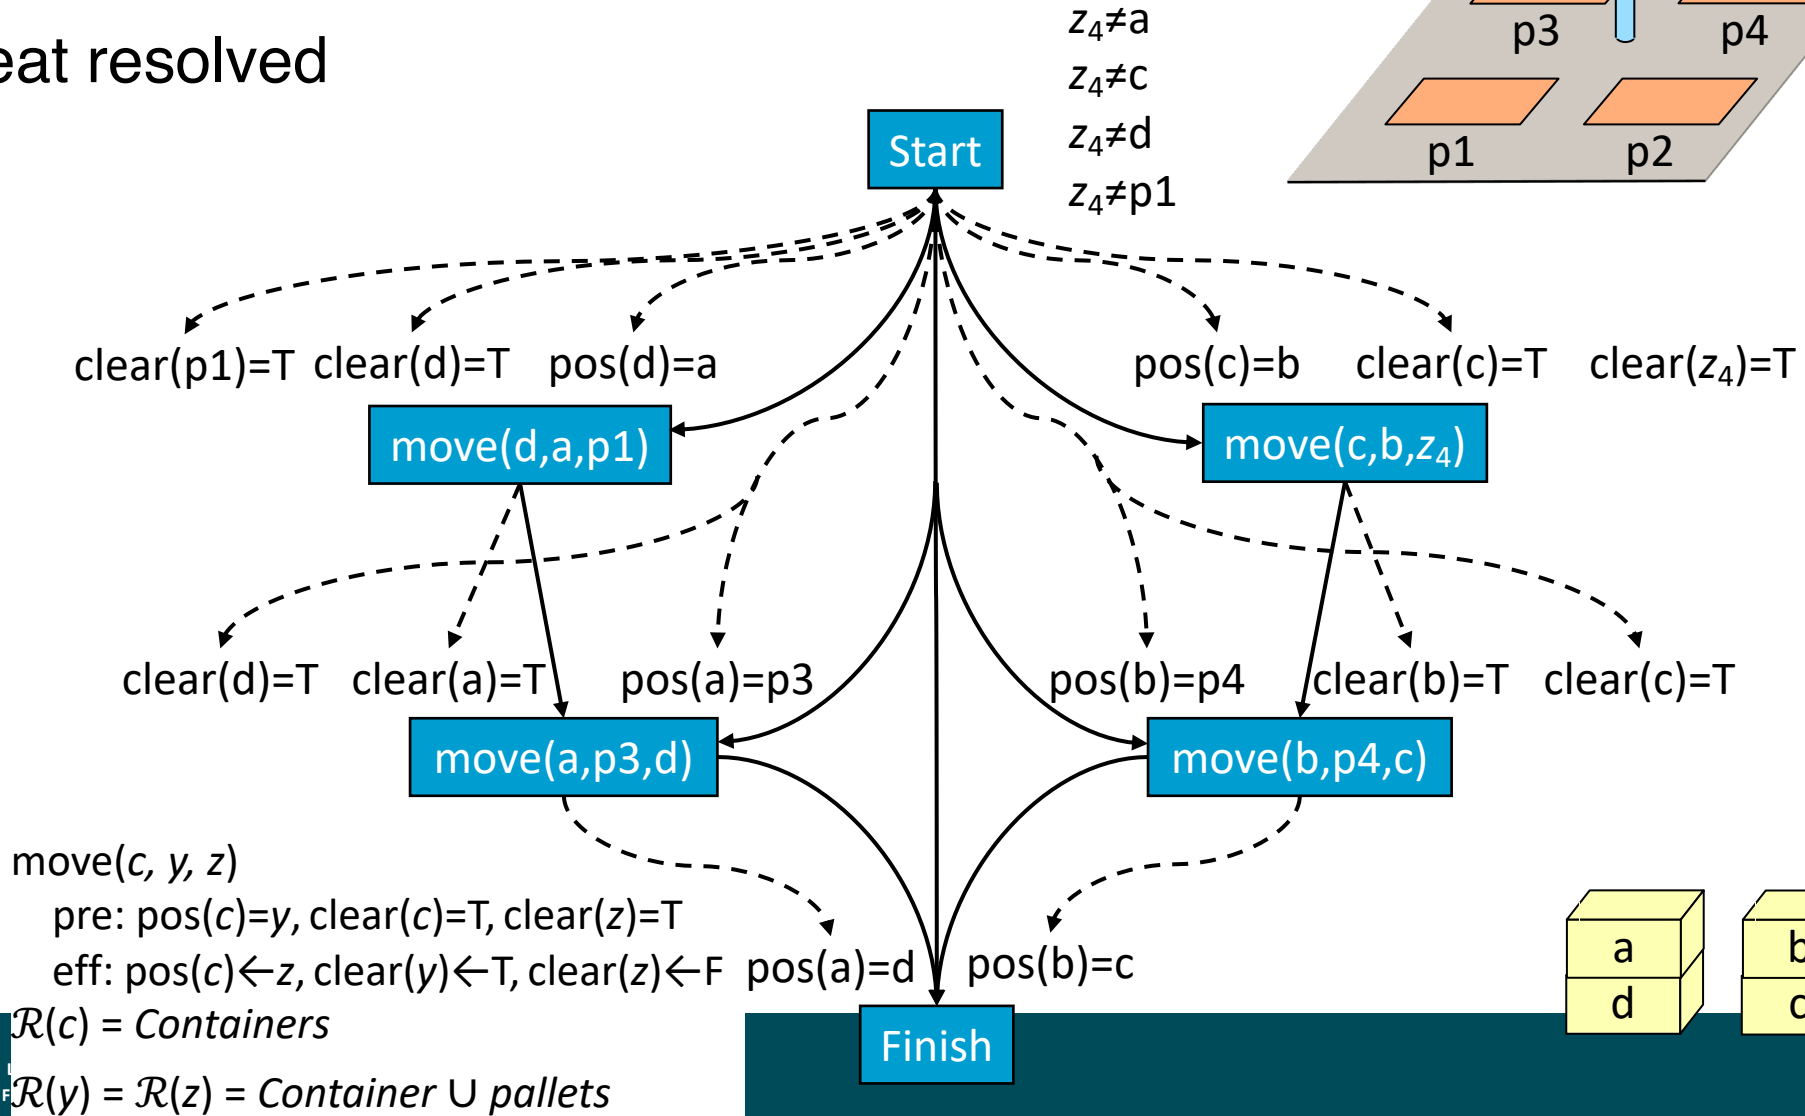 eat resolved
z₄≠a
z₄≠c
z₄≠d
z₄≠p1
p3 p4
p1 p2
Start
clear(p1)=T clear(d)=T pos(d)=a pos(c)=b clear(c)=T clear(z₄)=T
move(d,a,p1) move(c,b,z₄)
clear(d)=T clear(a)=T pos(a)=p3 pos(b)=p4 clear(b)=T clear(c)=T
move(a,p3,d) move(b,p4,c)
move(c, y, z)
pre: pos(c)=y, clear(c)=T, clear(z)=T
eff: pos(c)←z, clear(y)←T, clear(z)←F
pos(a)=d pos(b)=c
a b
d c
ℛ(c) = Containers
Finish
ℛ(y) = ℛ(z) = Container ∪ pallets